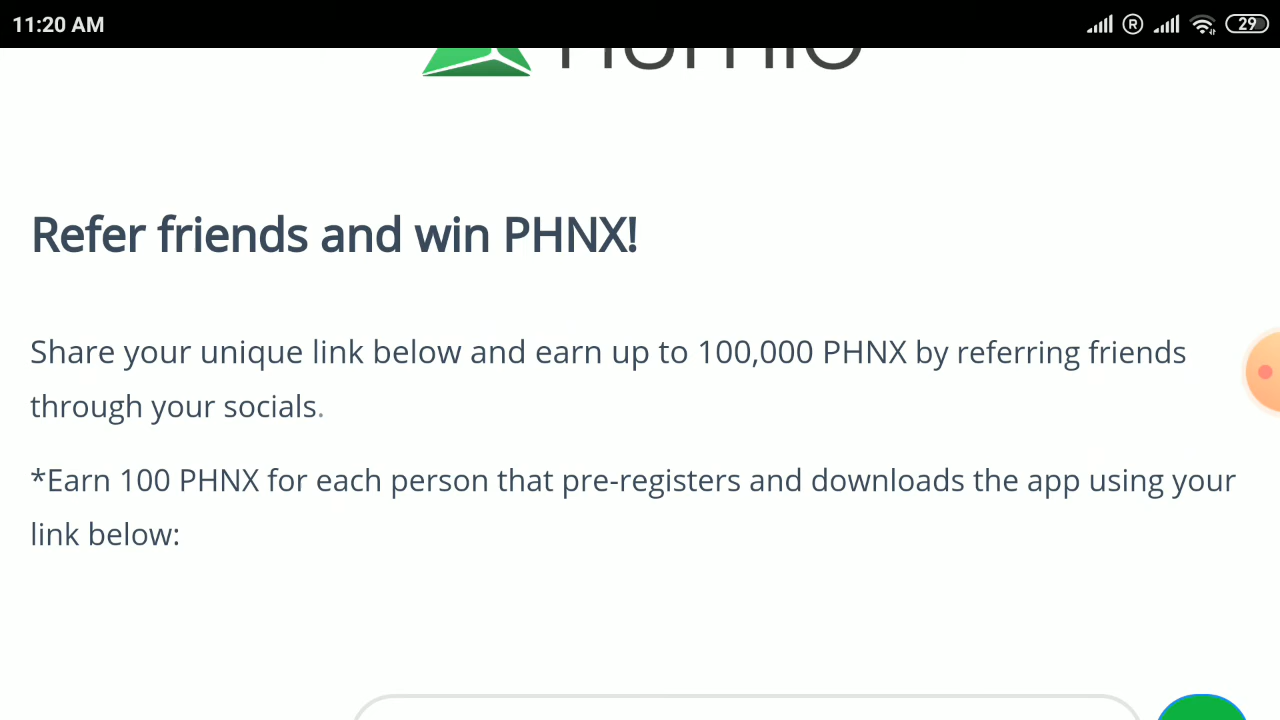 11:20 AM
R
29
Refer friends and win PHNX!
Share your unique link below and earn up to 100,000 PHNX by referring friends
through your socials.
*Earn 100 PHNX for each person that pre-registers and downloads the app using your
link below: